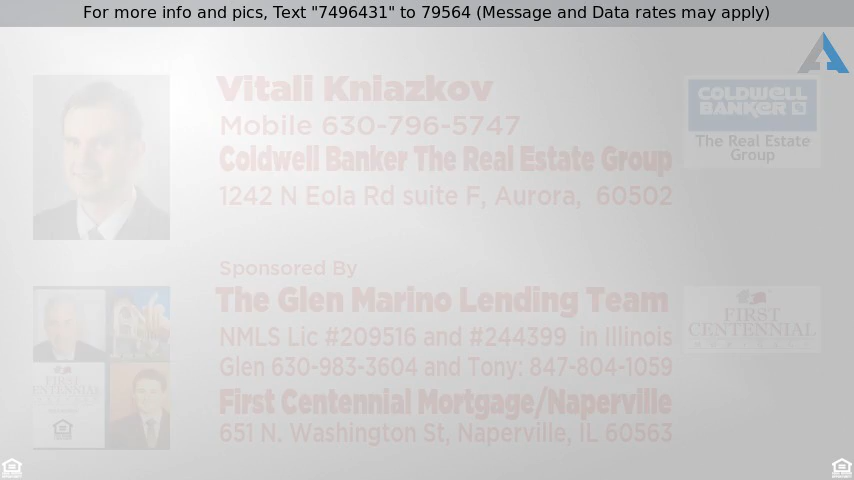 For more info and pics, Text "7496431" to 79564 (Message and Data rates may apply)
Vitali Kniazkov
Mobile 630-796-5747
Coldwell Banker The Real Estate Group
1242 N Eola Rd suite F, Aurora, 60502
COLDWELL
BANKER
The Real Estate
Group
Sponsored By
The Glen Marino Lending Team
NMLS Lic #209516 and #244399 in Illinois
Glen 630-983-3604 and Tony: 847-804-1059
First Centennial Mortgage/Naperville
651 N. Washington St, Naperville, IL 60563
FIRST
CENTENNIAL
MORTGAGE
FIRST
CENTENNIAL